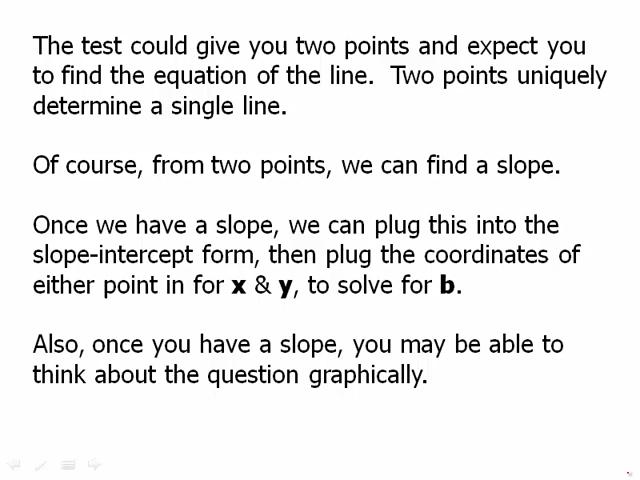 The test could give you two points and expect you
to find the equation of the line.  Two points uniquely
determine a single line.
Of course, from two points, we can find a slope.
Once we have a slope, we can plug this into the
slope-intercept form, then plug the coordinates of
either point in for x & y, to solve for b.
Also, once you have a slope, you may be able to
think about the question graphically.